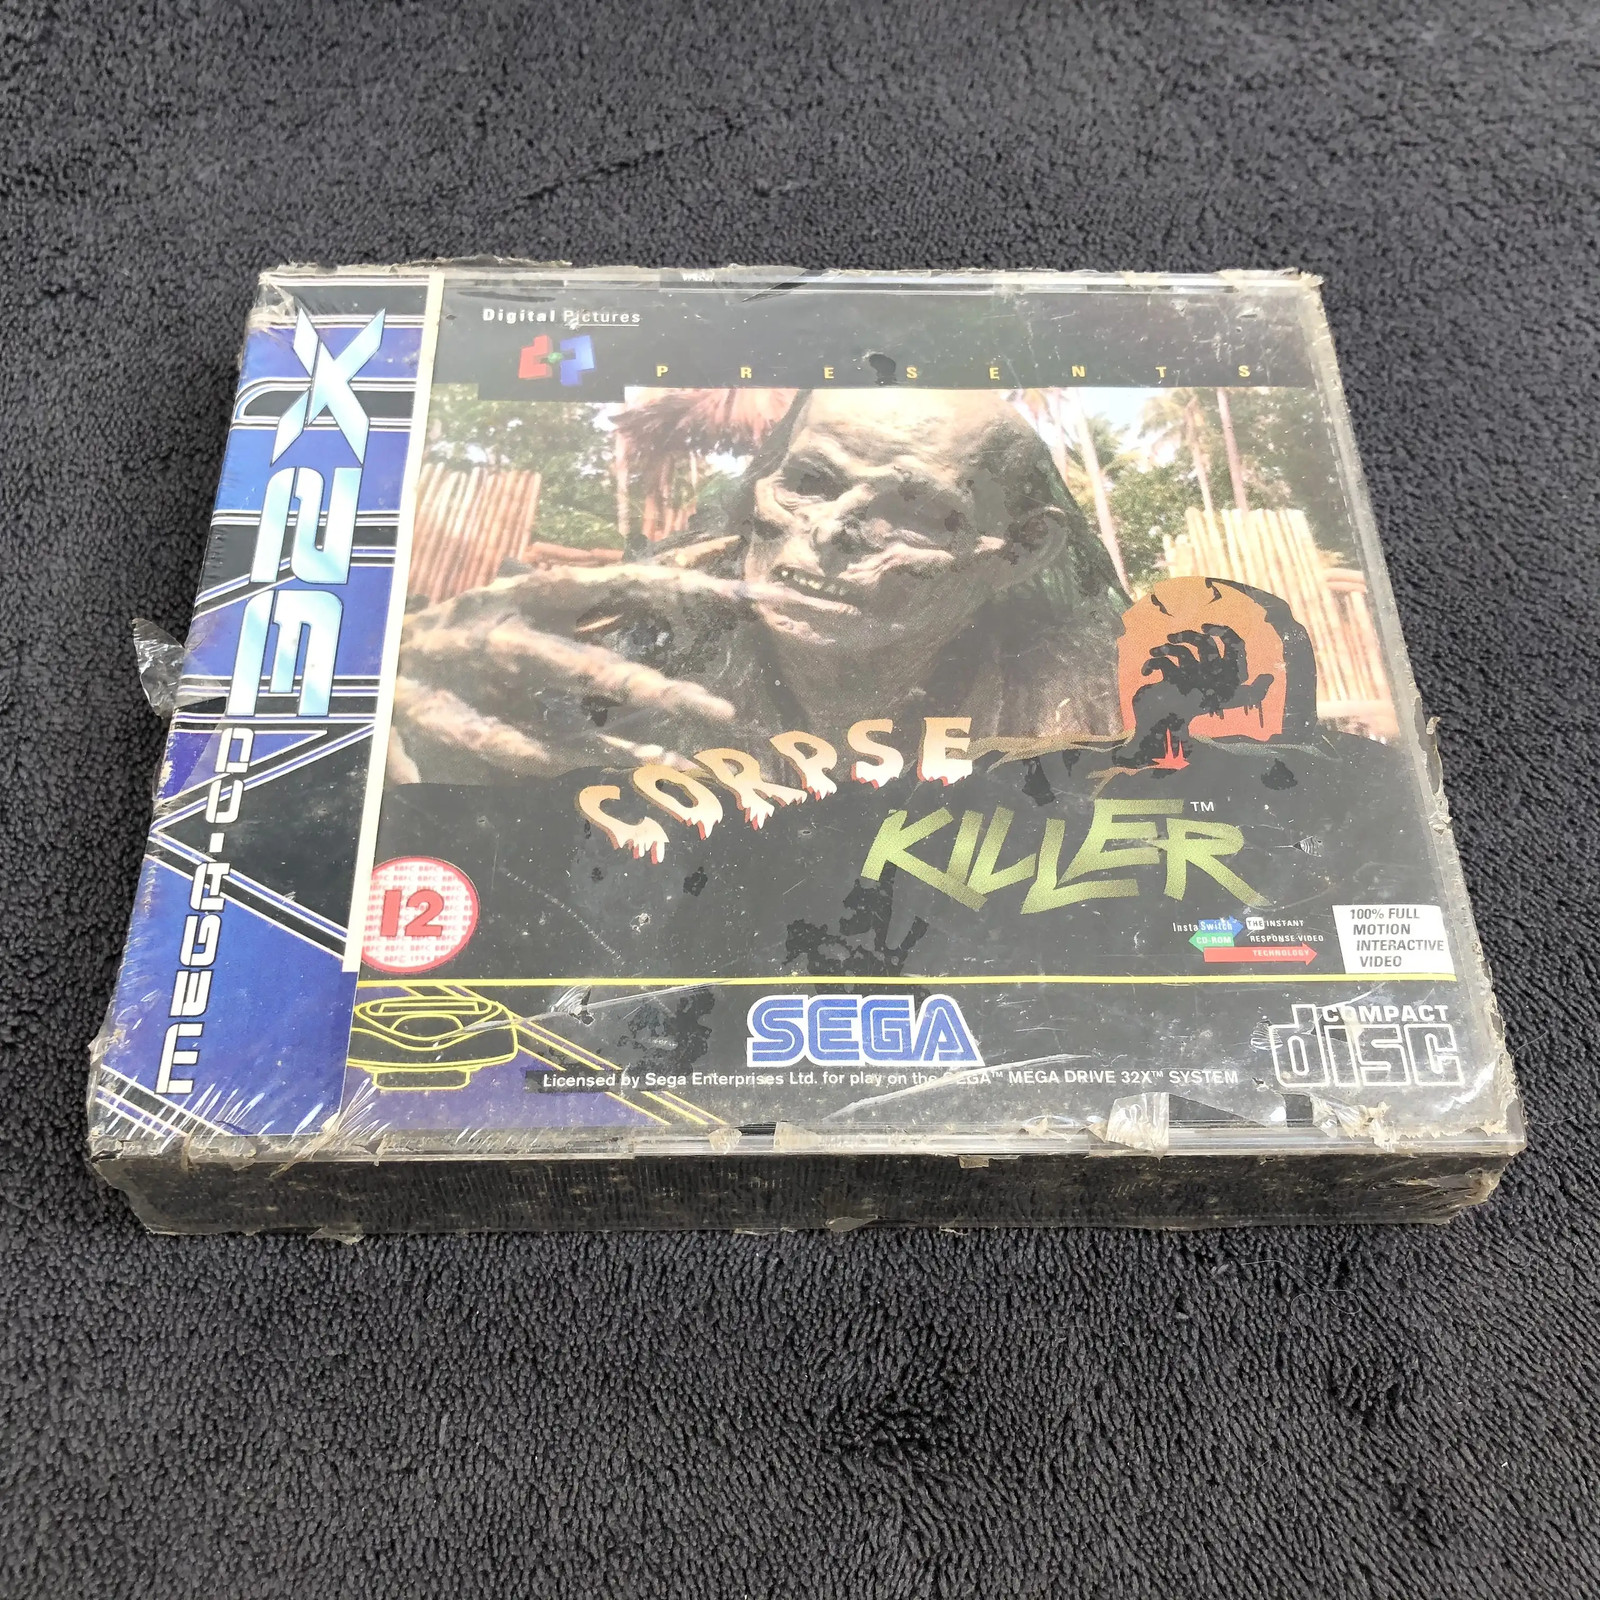 MEGA-CD 32X
Digital Pictures
dp
PRESENTS
CORPSE
KILLER™
12
InstaSwitch
CD-ROM
THE INSTANT
RESPONSE VIDEO
TECHNOLOGY
100% FULL
MOTION
INTERACTIVE
VIDEO
SEGA
Licensed by Sega Enterprises Ltd. for play on the SEGA™ MEGA DRIVE 32X™ SYSTEM
COMPACT
disc